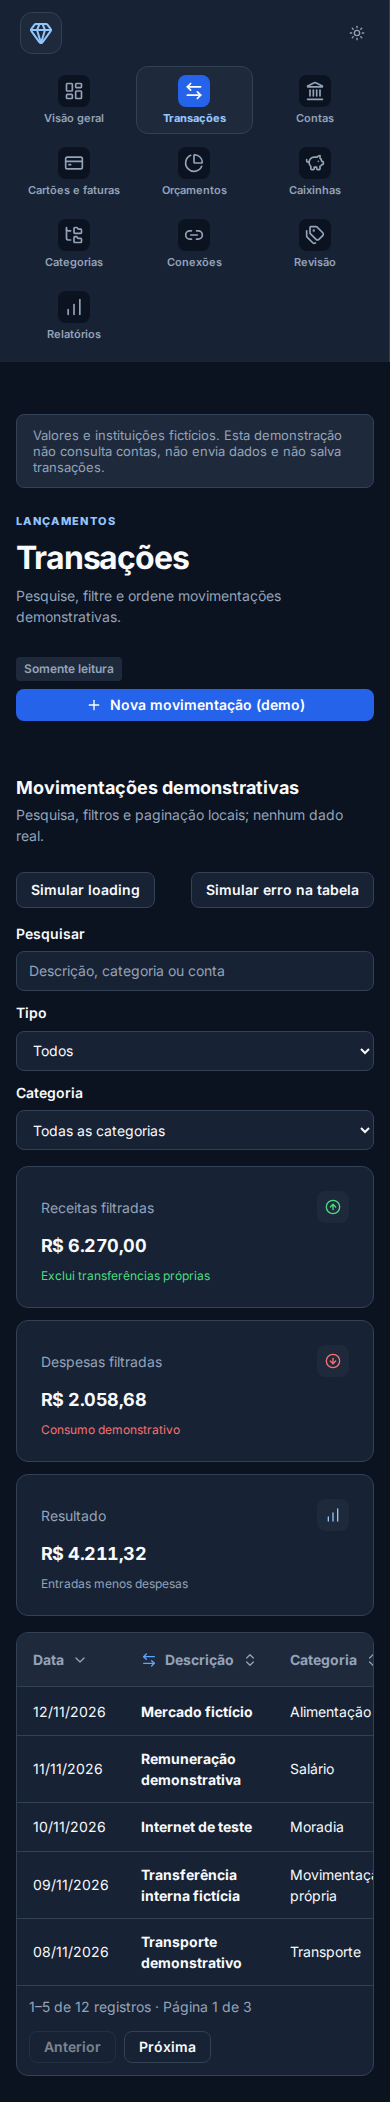 Visão geral
Transações
Contas
Cartões e faturas
Orçamentos
Caixinhas
Categorias
Conexões
Revisão
Relatórios
Valores e instituições fictícios. Esta demonstração
não consulta contas, não envia dados e não salva
transações.
LANÇAMENTOS
Transações
Pesquise, filtre e ordene movimentações
demonstrativas.
Somente leitura
Nova movimentação (demo)
Movimentações demonstrativas
Pesquisa, filtros e paginação locais; nenhum dado
real.
Simular loading
Simular erro na tabela
Pesquisar
Descrição, categoria ou conta
Tipo
Todos
Categoria
Todas as categorias
Receitas filtradas
R$ 6.270,00
Exclui transferências próprias
Despesas filtradas
R$ 2.058,68
Consumo demonstrativo
Resultado
R$ 4.211,32
Entradas menos despesas
Data Descrição Categoria
12/11/2026 Mercado fictício Alimentação
11/11/2026 Remuneração
demonstrativa Salário
10/11/2026 Internet de teste Moradia
09/11/2026 Transferência
interna fictícia Movimentaçã
própria
08/11/2026 Transporte
demonstrativo Transporte
1–5 de 12 registros · Página 1 de 3
Anterior Próxima